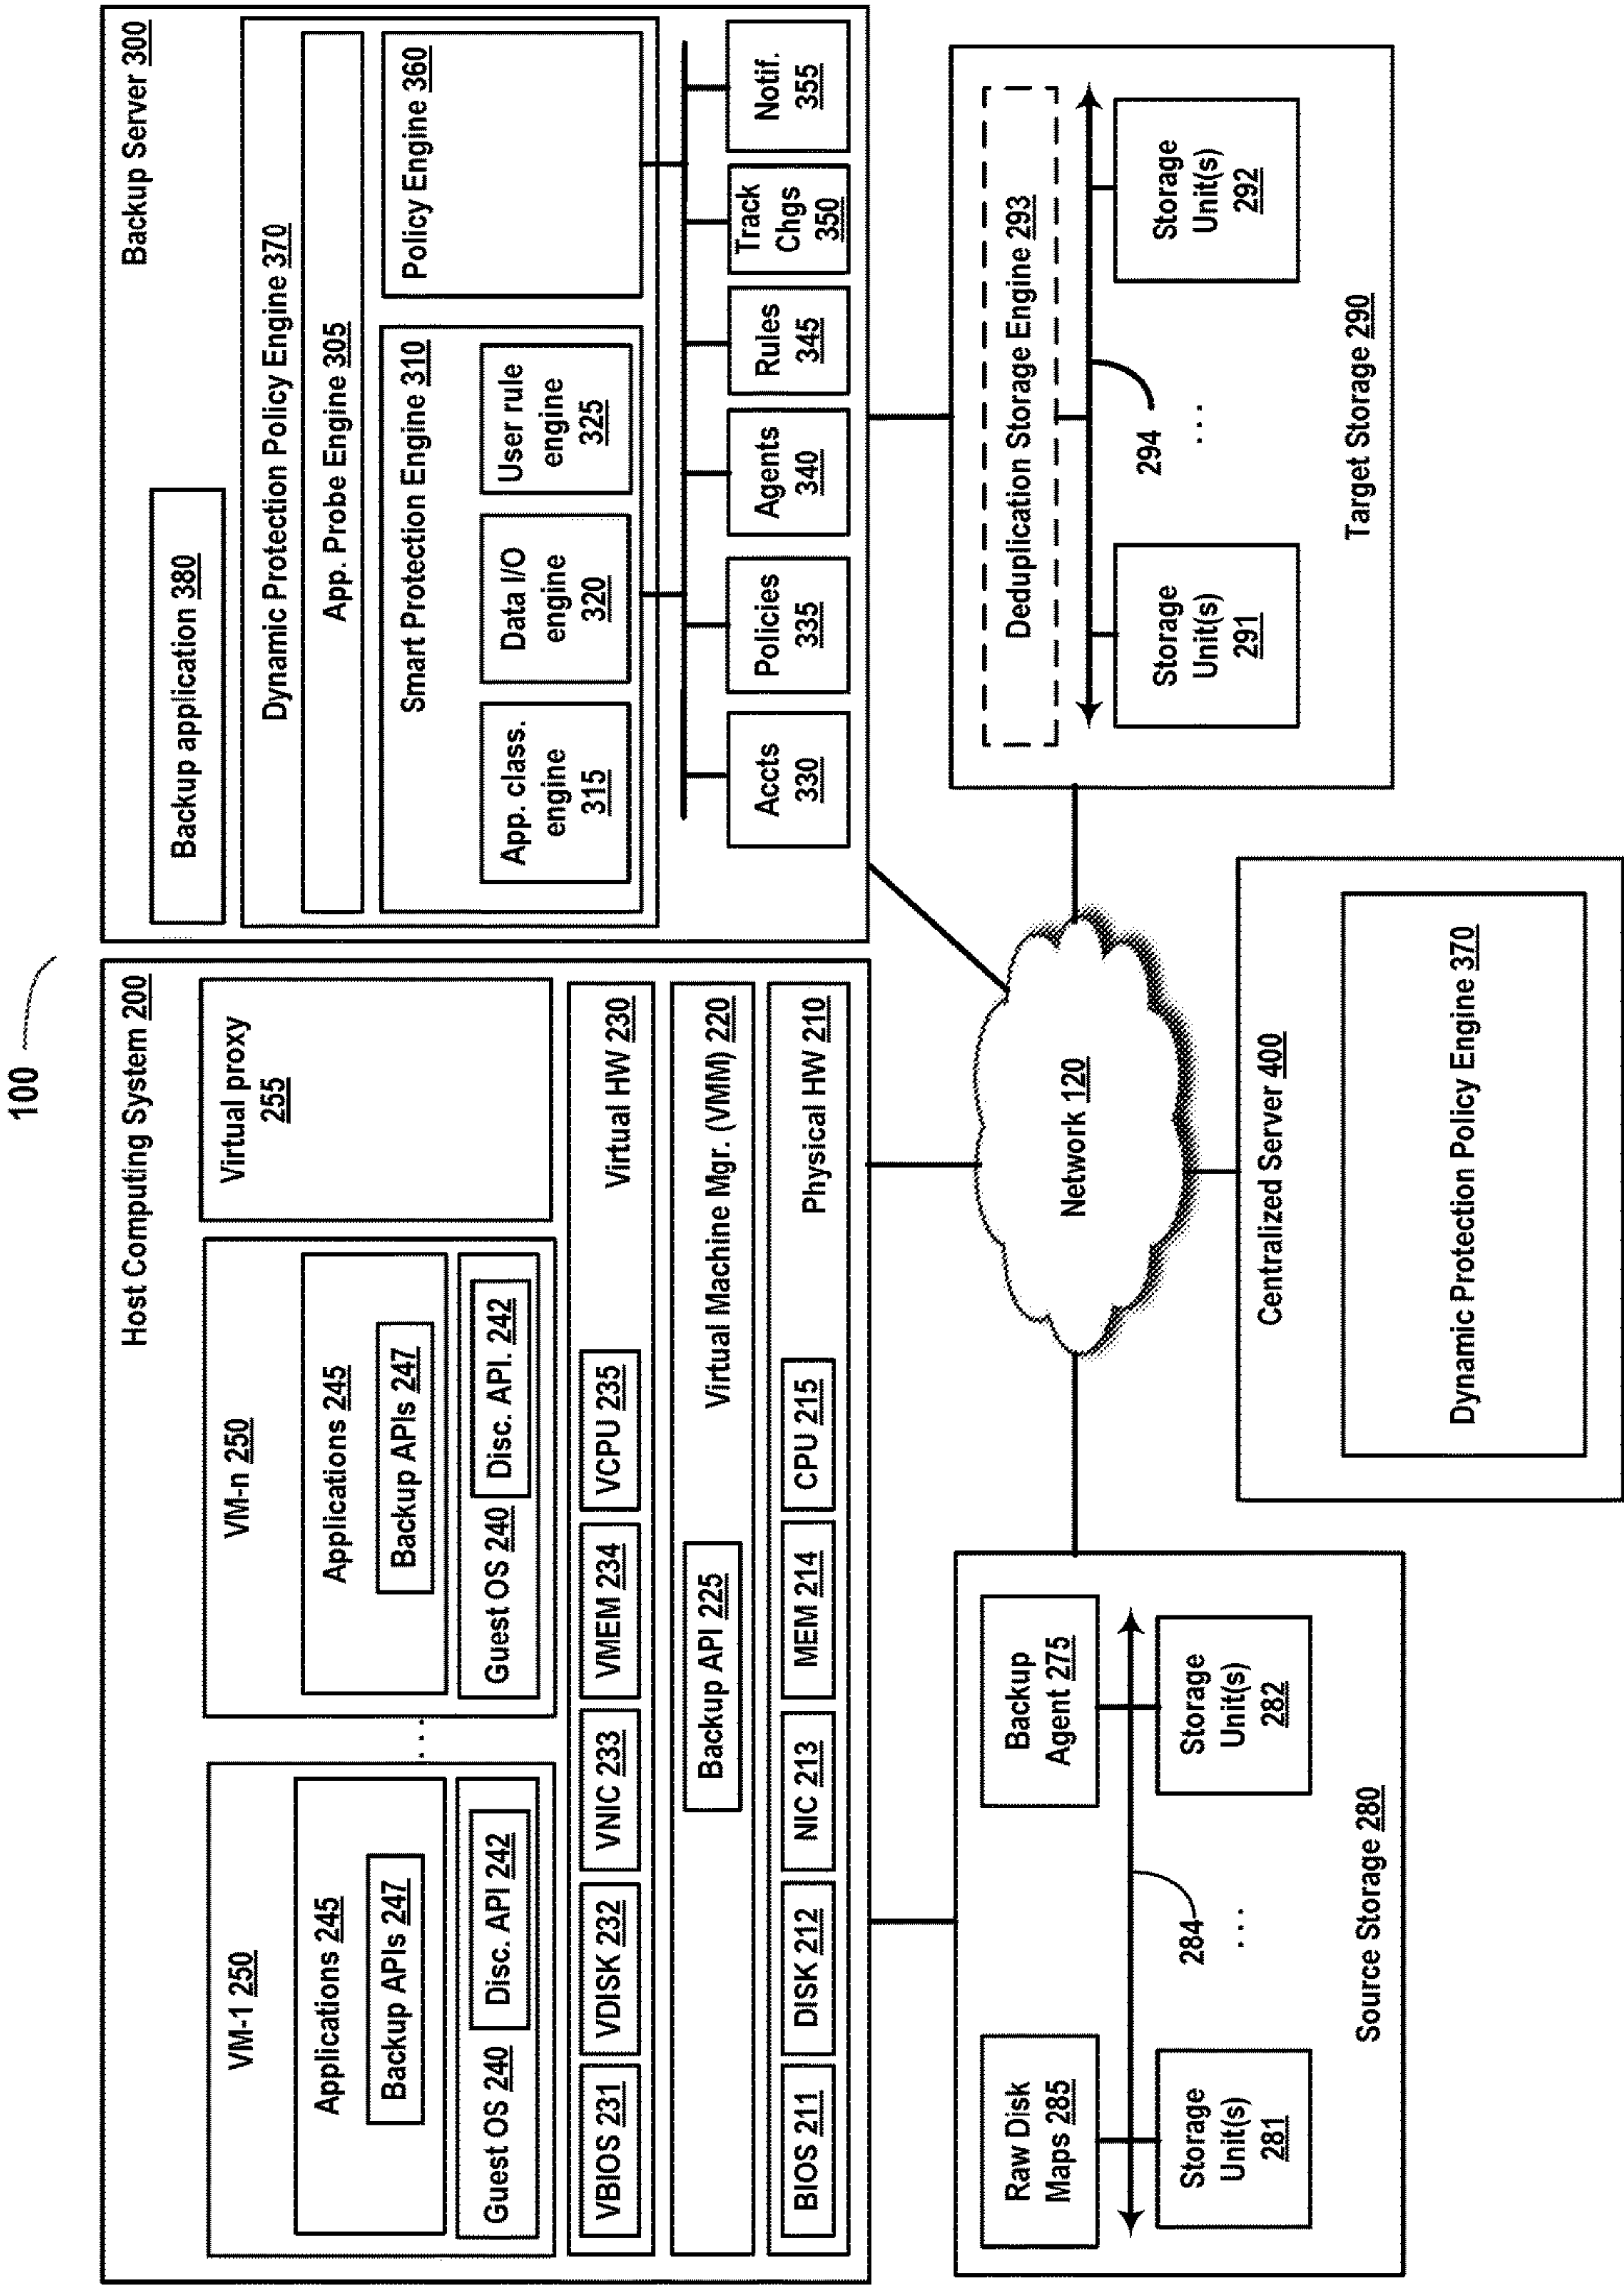 100
Host Computing System 200
VM-1 250
Applications 245
Backup APIs 247
Guest OS 240
Disc. API 242
...
VM-n 250
Applications 245
Backup APIs 247
Guest OS 240
Disc. API. 242
Virtual proxy
255
VBIOS 231
VDISK 232
VNIC 233
VMEM 234
VCPU 235
Virtual HW 230
Backup API 225
Virtual Machine Mgr. (VMM) 220
BIOS 211
DISK 212
NIC 213
MEM 214
CPU 215
Physical HW 210
Backup Server 300
Backup application 380
Dynamic Protection Policy Engine 370
App. Probe Engine 305
Smart Protection Engine 310
App. class.
engine
315
Data I/O
engine
320
User rule
engine
325
Policy Engine 360
Accts
330
Policies
335
Agents
340
Rules
345
Track
Chgs
350
Notif.
355
Raw Disk
Maps 285
Backup
Agent 275
284
Storage
Unit(s)
281
...
Storage
Unit(s)
282
Source Storage 280
Network 120
Centralized Server 400
Dynamic Protection Policy Engine 370
Deduplication Storage Engine 293
294
Storage
Unit(s)
291
...
Storage
Unit(s)
292
Target Storage 290